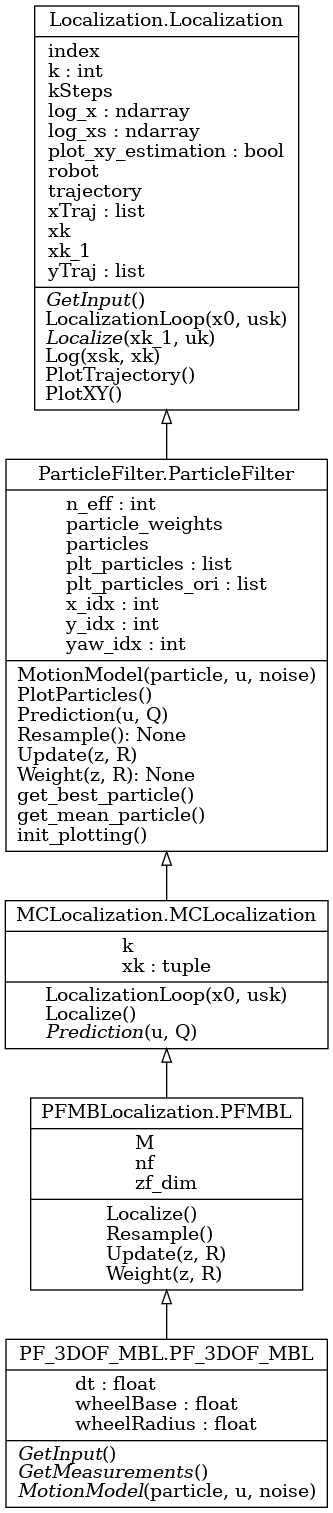 Localization.Localization
index
k : int
kSteps
log_x : ndarray
log_xs : ndarray
plot_xy_estimation : bool
robot
trajectory
xTraj : list
xk
xk_1
yTraj : list
GetInput()
LocalizationLoop(x0, usk)
Localize(xk_1, uk)
Log(xsk, xk)
PlotTrajectory()
PlotXY()
ParticleFilter.ParticleFilter
n_eff : int
particle_weights
particles
plt_particles : list
plt_particles_ori : list
x_idx : int
y_idx : int
yaw_idx : int
MotionModel(particle, u, noise)
PlotParticles()
Prediction(u, Q)
Resample(): None
Update(z, R)
Weight(z, R): None
get_best_particle()
get_mean_particle()
init_plotting()
MCLocalization.MCLocalization
k
xk : tuple
LocalizationLoop(x0, usk)
Localize()
Prediction(u, Q)
PFMBLocalization.PFMBL
M
nf
zf_dim
Localize()
Resample()
Update(z, R)
Weight(z, R)
PF_3DOF_MBL.PF_3DOF_MBL
dt : float
wheelBase : float
wheelRadius : float
GetInput()
GetMeasurements()
MotionModel(particle, u, noise)